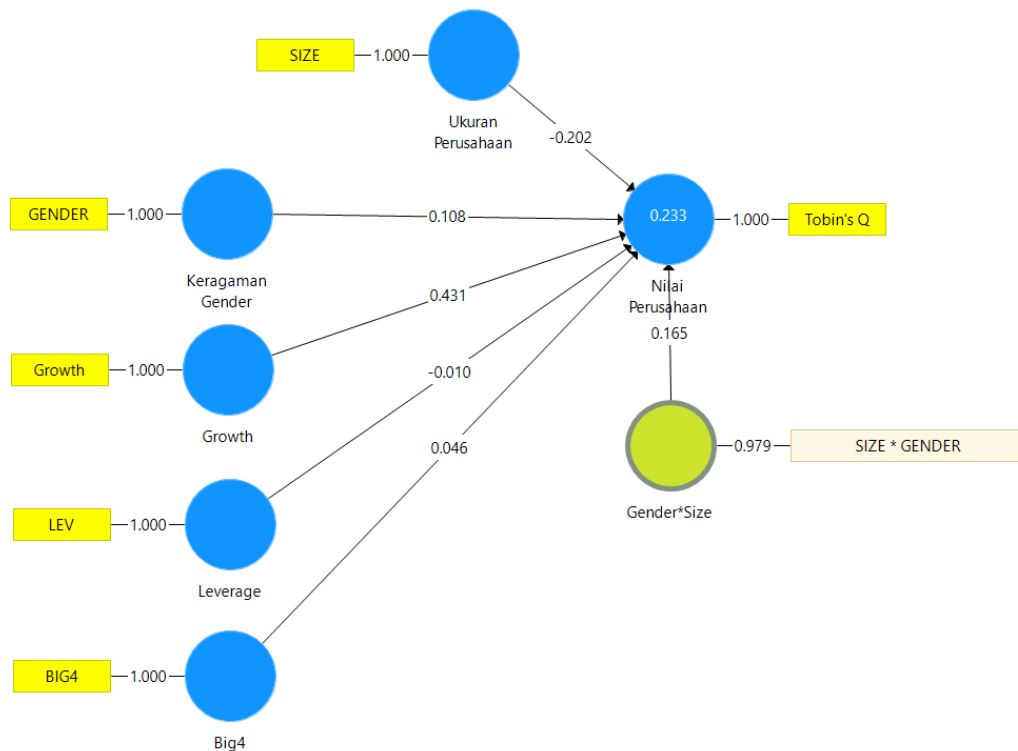 SIZE
1.000
Ukuran
Perusahaan
-0.202
GENDER
1.000
Keragaman
Gender
0.108
0.233
1.000
Tobin's Q
Nilai
Perusahaan
0.431
0.165
Growth
1.000
Growth
-0.010
0.046
0.979
SIZE * GENDER
Gender*Size
LEV
1.000
Leverage
BIG4
1.000
Big4